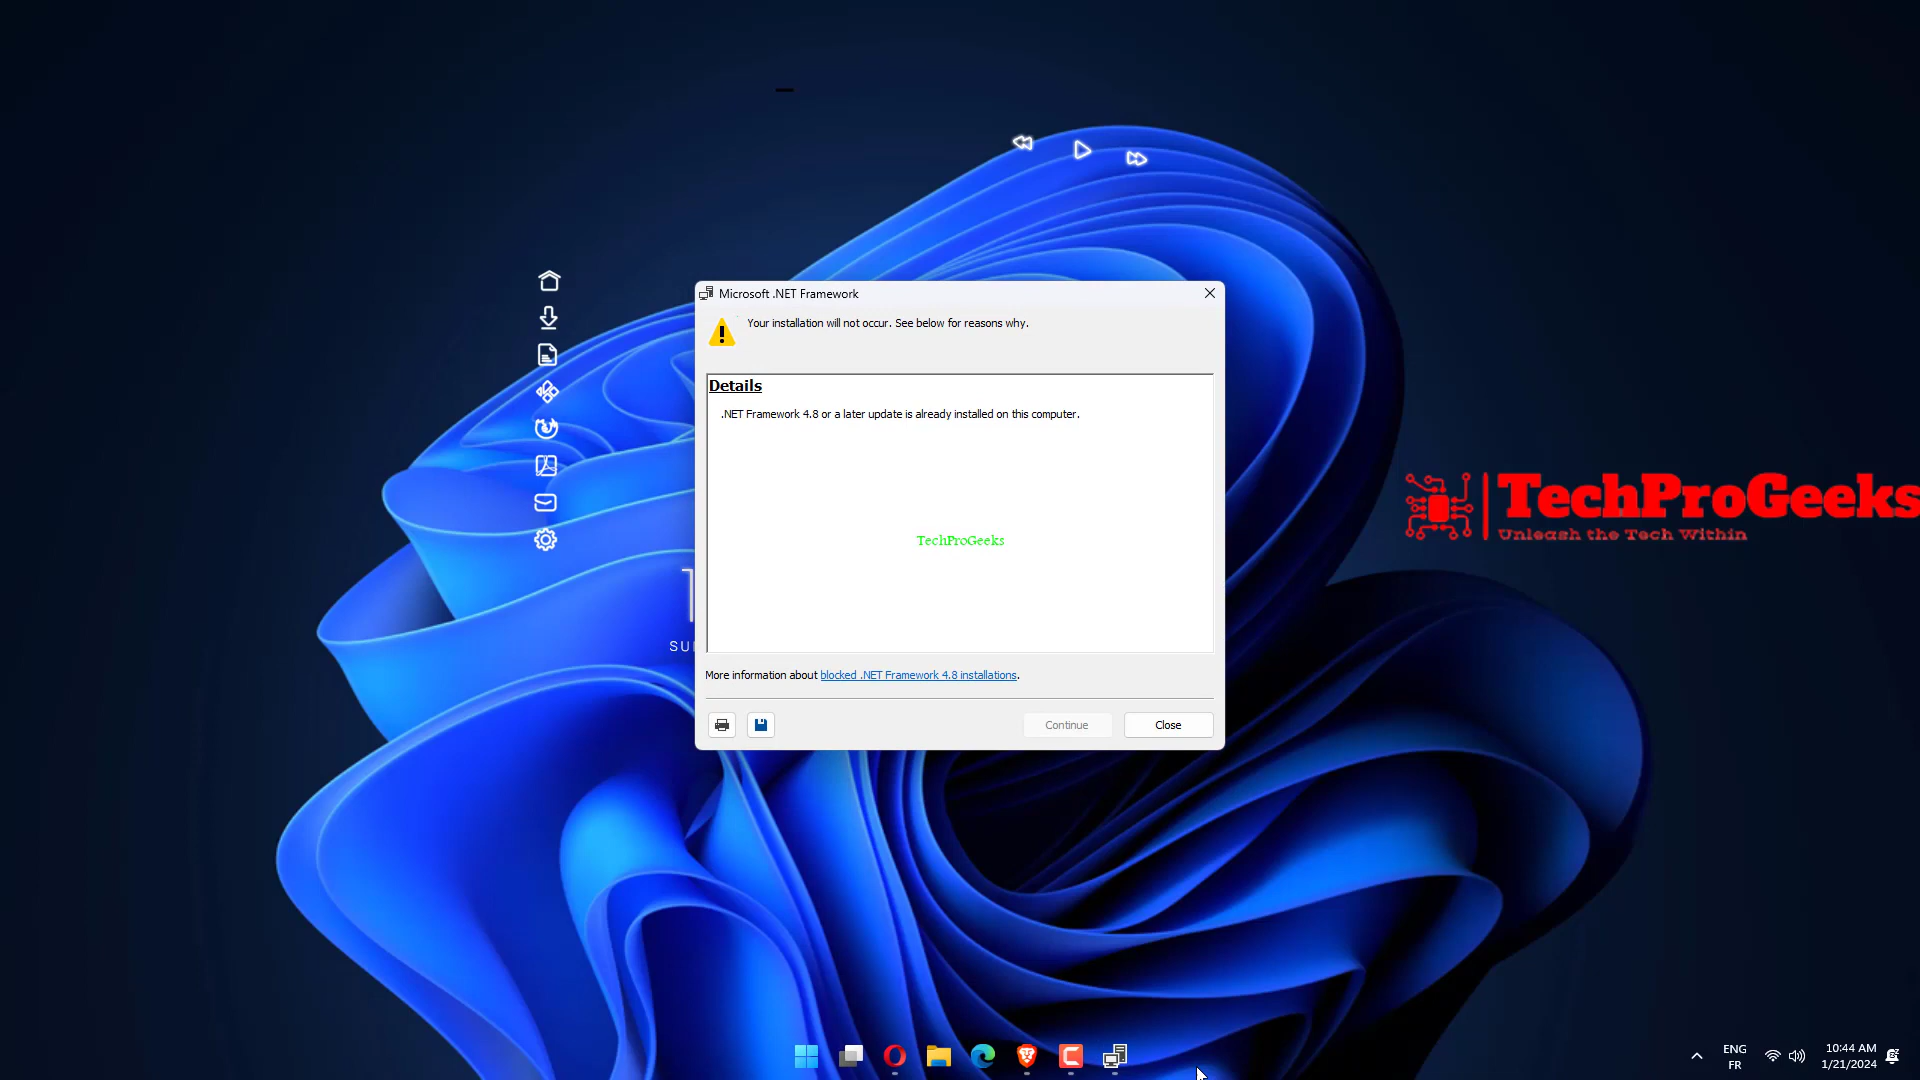 Microsoft .NET Framework
Your installation will not occur. See below for reasons why.
Details
.NET Framework 4.8 or a later update is already installed on this computer.
TechProGeeks
TechProGeeks
Unleash the Tech Within
SU
More information about blocked .NET Framework 4.8 installations.
Continue
Close
ENG
FR
10:44 AM
1/21/2024